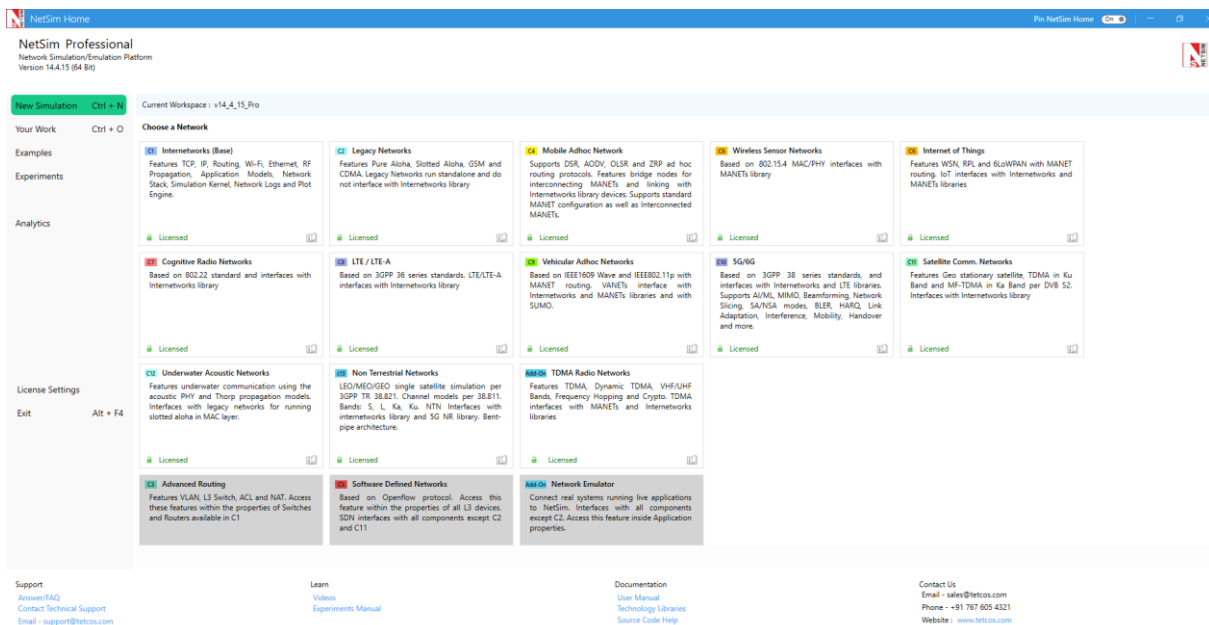 NetSim Home
Pin NetSim Home
On
NetSim Professional
Network Simulation/Emulation Platform
Version 14.4.15 (64 Bit)
NETSIM
New Simulation Ctrl + N
Your Work Ctrl + O
Examples
Experiments
Analytics
License Settings
Exit Alt + F4
Current Workspace : v14_4_15_Pro
Choose a Network
C1 Internetworks (Base)
Features TCP, IP, Routing, Wi-Fi, Ethernet, RF
Propagation, Application Models, Network
Stack, Simulation Kernel, Network Logs and Plot
Engine.
Licensed
C2 Legacy Networks
Features Pure Aloha, Slotted Aloha, GSM and
CDMA. Legacy Networks run standalone and do
not interface with Internetworks library
Licensed
C4 Mobile Adhoc Network
Supports DSR, AODV, OLSR and ZRP ad hoc
routing protocols. Features bridge nodes for
interconnecting MANETs and linking with
Internetworks library devices. Supports standard
MANET configuration as well as Interconnected
MANETs.
Licensed
Wireless Sensor Networks
Based on 802.15.4 MAC/PHY interfaces with
MANETs library
Licensed
Internet of Things
Features WSN, RPL and 6LoWPAN with MANET
routing. IoT interfaces with Internetworks and
MANETs libraries
Licensed
C7 Cognitive Radio Networks
Based on 802.22 standard and interfaces with
Internetworks library
Licensed
C8 LTE / LTE-A
Based on 3GPP 36 series standards. LTE/LTE-A
interfaces with Internetworks library
Licensed
C9 Vehicular Adhoc Networks
Based on IEEE1609 Wave and IEEE802.11p with
MANET routing. VANETs interface with
Internetworks and MANETs libraries and with
SUMO.
Licensed
C10 5G/6G
Based on 3GPP 38 series standards, and
interfaces with Internetworks and LTE libraries.
Supports AI/ML, MIMO, Beamforming, Network
Slicing, SA/NSA modes, BLER, HARQ, Link
Adaptation, Interference, Mobility, Handover
and more.
Licensed
C11 Satellite Comm. Networks
Features Geo stationary satellite, TDMA in Ku
Band and MF-TDMA in Ka Band per DVB S2.
Interfaces with Internetworks library
Licensed
C12 Underwater Acoustic Networks
Features underwater communication using the
acoustic PHY and Thorp propagation models.
Interfaces with legacy networks for running
slotted aloha in MAC layer.
Licensed
c13 Non Terrestrial Networks
LEO/MEO/GEO single satellite simulation per
3GPP TR 38.821. Channel models per 38.811.
Bands: S, L, Ka, Ku. NTN Interfaces with
internetworks library and 5G NR library. Bent-
pipe architecture.
Licensed
Add-On TDMA Radio Networks
Features TDMA, Dynamic TDMA, VHF/UHF
Bands, Frequency Hopping and Crypto. TDMA
interfaces with MANETs and Internetworks
libraries
Licensed
C3 Advanced Routing
Features VLAN, L3 Switch, ACL and NAT. Access
these features within the properties of Switches
and Routers available in C1
C5 Software Defined Networks
Based on Openflow protocol. Access this
feature within the properties of all L3 devices.
SDN interfaces with all components except C2
and C11
Add-On Network Emulator
Connect real systems running live applications
to NetSim. Interfaces with all components
except C2. Access this feature inside Application
properties.
Support
Answer/FAQ
Contact Technical Support
Email - support@tetcos.com
Learn
Videos
Experiments Manual
Documentation
User Manual
Technology Libraries
Source Code Help
Contact Us
Email - sales@tetcos.com
Phone - +91 767 605 4321
Website : www.tetcos.com